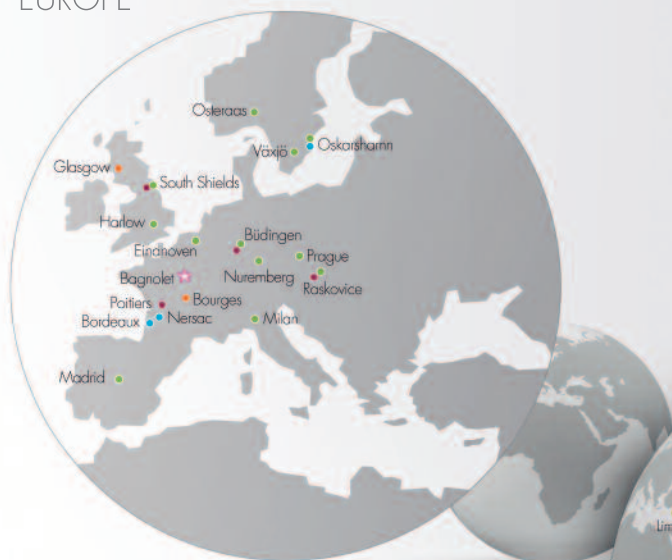 EUROPE
Osteraas
Växjö
Oskarshamn
Glasgow
South Shields
Harlow
Eindhoven
Büdingen
Prague
Bagnolet
Nuremberg
Raskovice
Poitiers
Bourges
Bordeaux
Nersac
Milan
Madrid